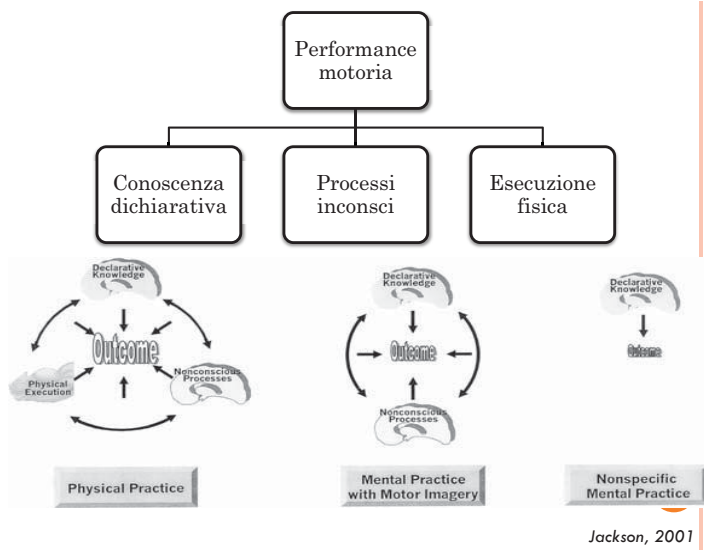 Performance
motoria
Conoscenza
dichiarativa
Processi
inconsci
Esecuzione
fisica
Declarative
Knowledge
Outcome
Physical
Execution
Nonconscious
Processes
Physical Practice
Declarative
Knowledge
Outcome
Nonconscious
Processes
Mental Practice
with Motor Imagery
Declarative
Knowledge
Outcome
Nonspecific
Mental Practice
Jackson, 2001